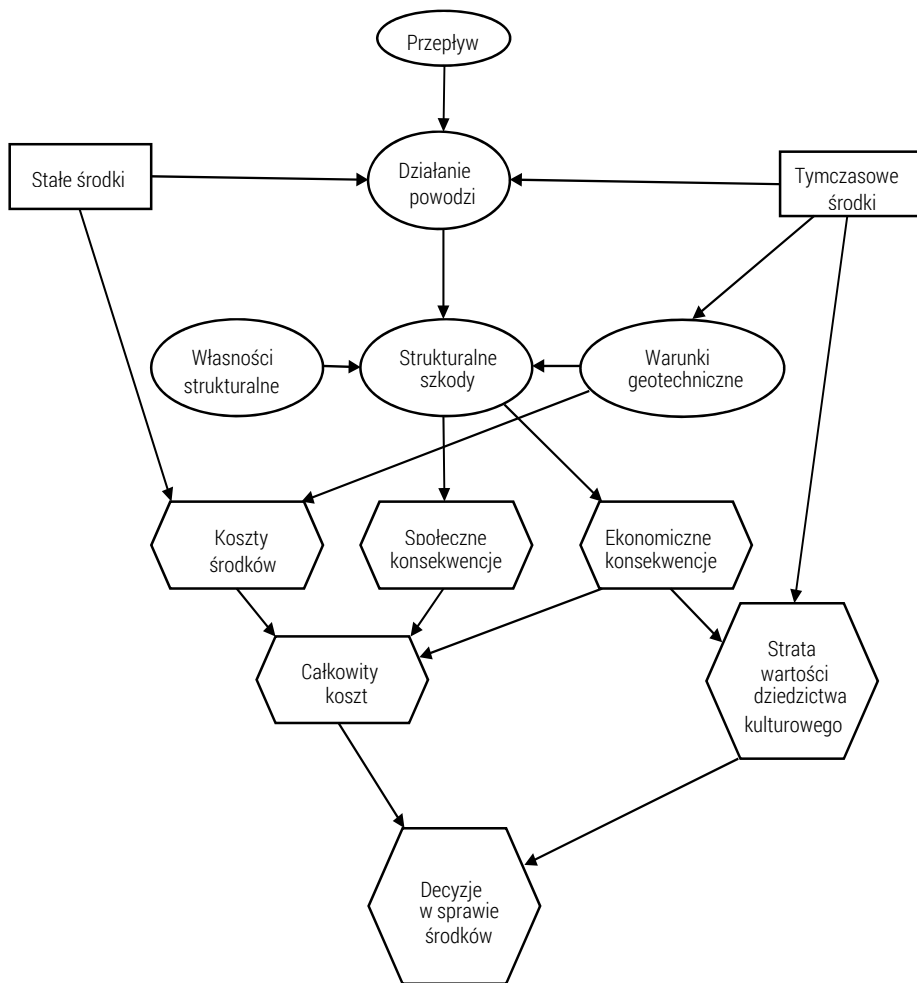 Przepływ
Stałe środki
Działanie
powodzi
Tymczasowe
środki
Własności
strukturalne
Strukturalne
szkody
Warunki
geotechniczne
Koszty
środków
Społeczne
konsekwencje
Ekonomiczne
konsekwencje
Całkowity
koszt
Strata
wartości
dziedzictwa
kulturowego
Decyzje
w sprawie
środków